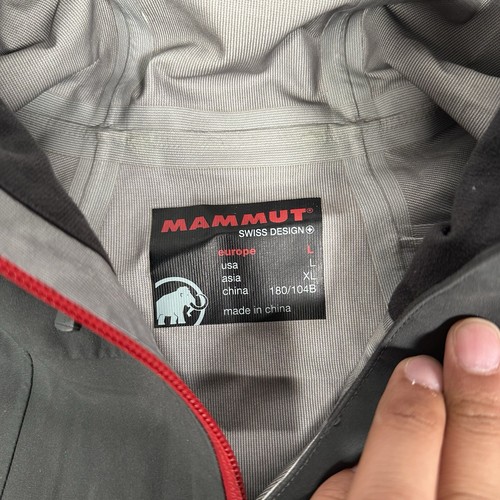 MAMMUT®
SWISS DESIGN
europe L
usa L
asia XL
china 180/104B
made in china